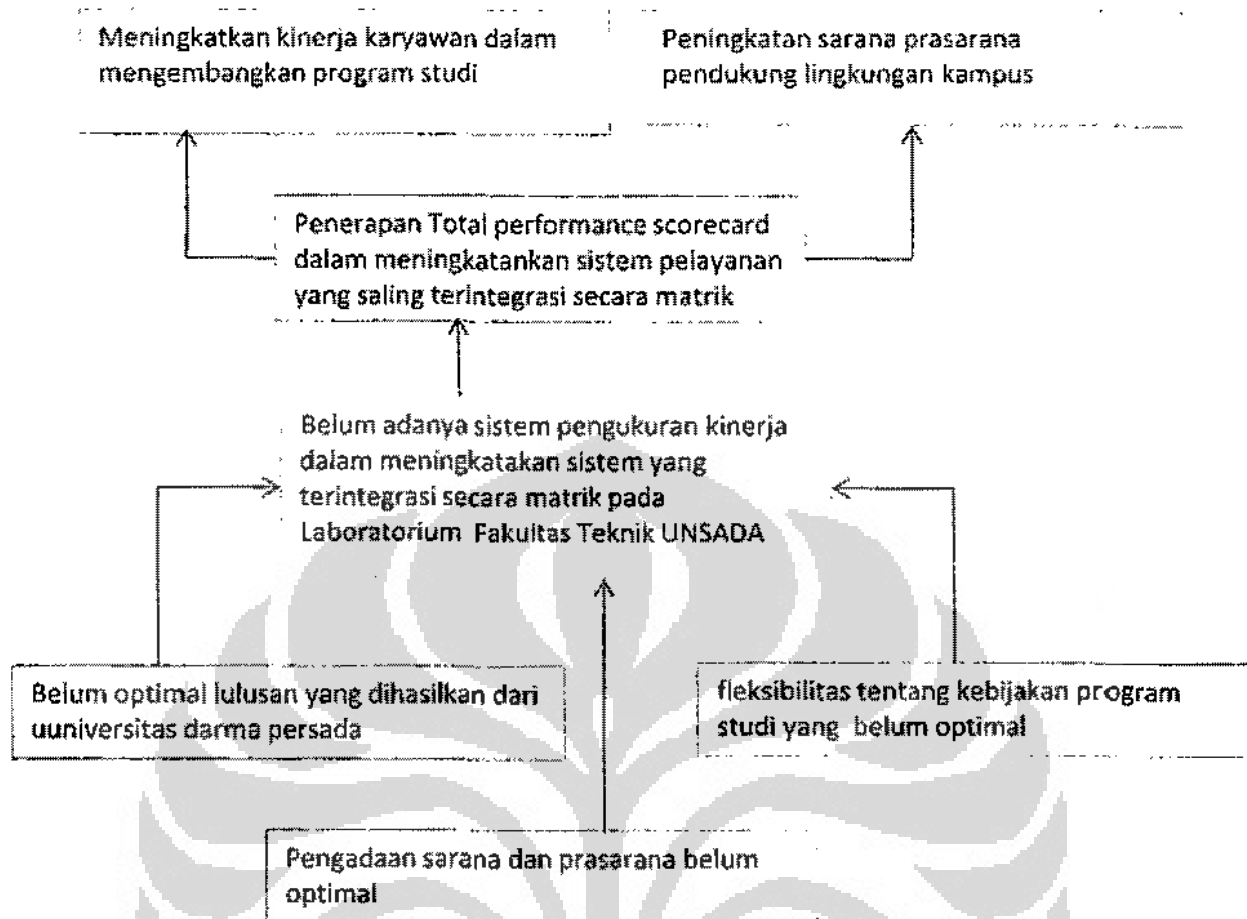 Meningkatkan kinerja karyawan dalam
mengembangkan program studi
Peningkatan sarana prasarana
pendukung lingkungan kampus
Penerapan Total performance scorecard
dalam meningkatankan sistem pelayanan
yang saling terintegrasi secara matrik
Belum adanya sistem pengukuran kinerja
dalam meningkatakan sistem yang
terintegrasi secara matrik pada
Laboratorium Fakultas Teknik UNSADA
Belum optimal lulusan yang dihasilkan dari
uuniversitas darma persada
fleksibilitas tentang kebijakan program
studi yang belum optimal
Pengadaan sarana dan prasarana belum
optimal